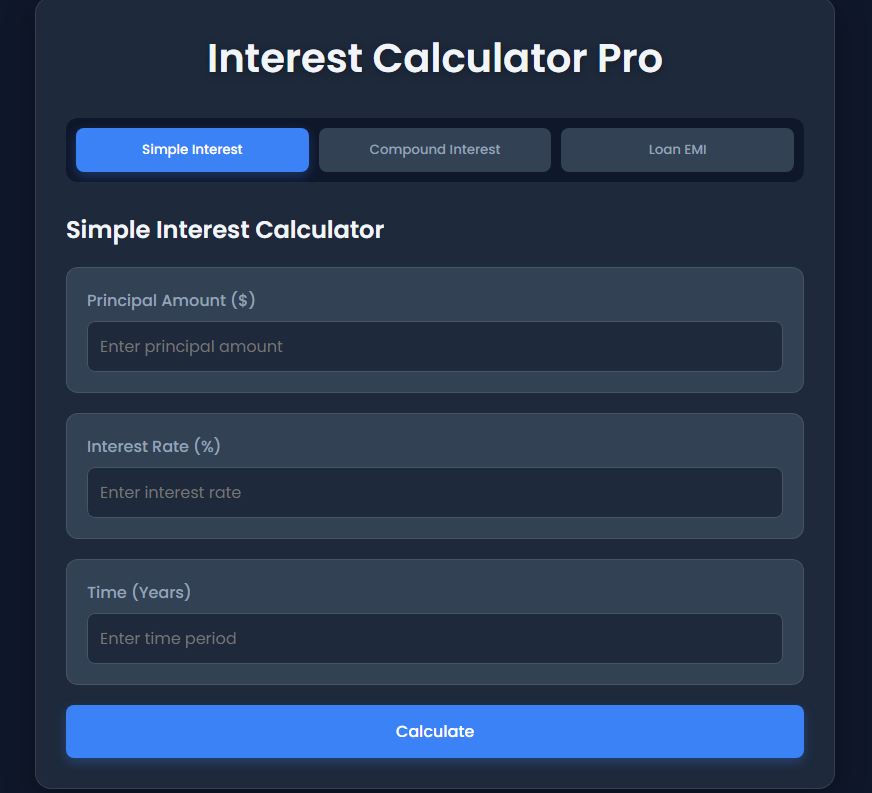 Interest Calculator Pro
Simple Interest
Compound Interest
Loan EMI
Simple Interest Calculator
Principal Amount ($)
Enter principal amount
Interest Rate (%)
Enter interest rate
Time (Years)
Enter time period
Calculate